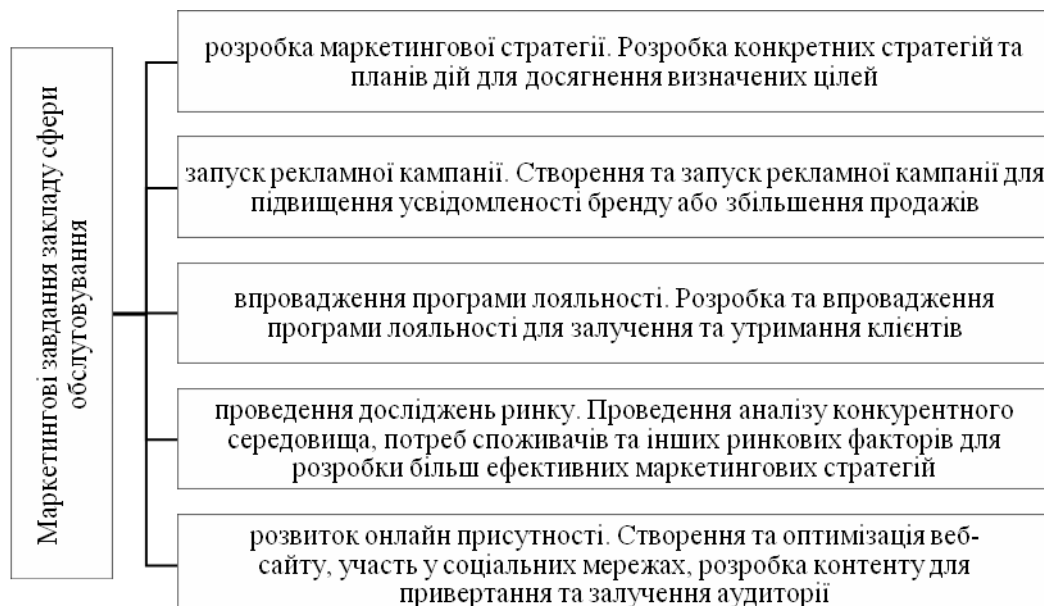 Маркетингові завдання закладу сфери
обслуговування
розробка маркетингової стратегії. Розробка конкретних стратегій та
планів дій для досягнення визначених цілей
запуск рекламної кампанії. Створення та запуск рекламної кампанії для
підвищення усвідомленості бренду або збільшення продажів
впровадження програми лояльності. Розробка та впровадження
програми лояльності для залучення та утримання клієнтів
проведення досліджень ринку. Проведення аналізу конкурентного
середовища, потреб споживачів та інших ринкових факторів для
розробки більш ефективних маркетингових стратегій
розвиток онлайн присутності. Створення та оптимізація веб-
сайту, участь у соціальних мережах, розробка контенту для
привертання та залучення аудиторії